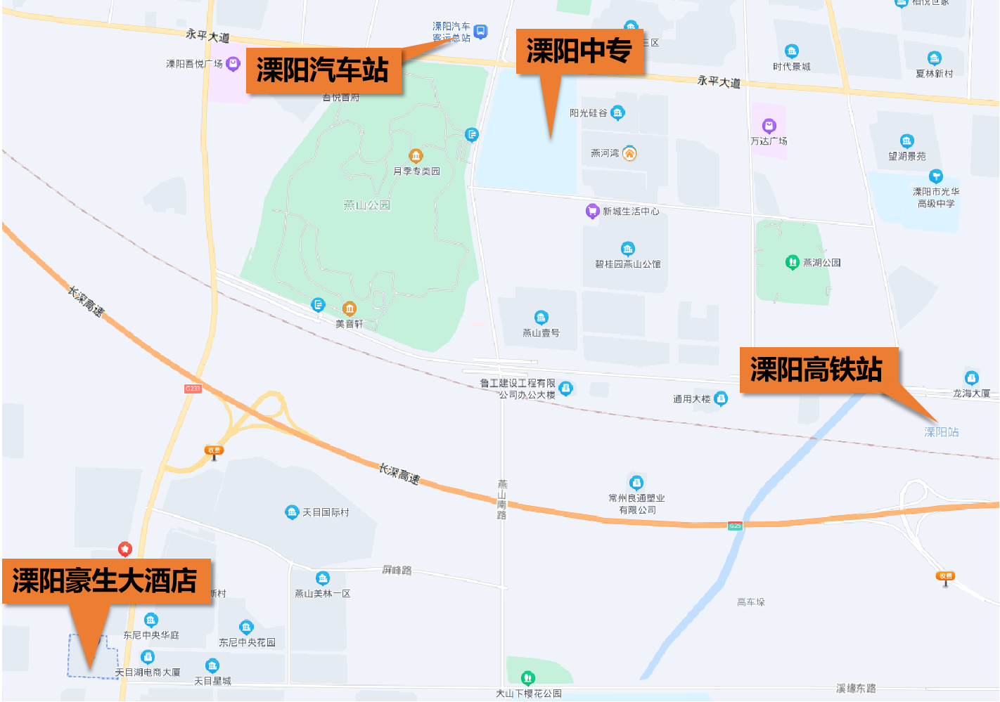 柏悦世家
溧阳汽车
客运总站
永平大道
三区
溧阳中专
时代景城
夏林新村
溧阳吾悦广场
溧阳汽车站
永平大道
吾悦首府
阳光硅谷
万达广场
燕河湾
望湖景苑
月季专类园
溧阳市光华
高级中学
燕山公园
新城生活中心
碧桂园燕山公馆
燕湖公园
长深高速
美音轩
燕山壹号
溧阳高铁站
G233
鲁工建设工程有限
公司办公大楼
通用大楼
龙海大厦
溧阳站
收费
长深高速
燕山南路
常州良通塑业
有限公司
天目国际村
G25
屏峰路
收费
溧阳豪生大酒店
新村
燕山美林一区
高车垛
东尼中央华庭
东尼中央花园
天目湖电商大厦
天目星城
大山下樱花公园
溪缘东路